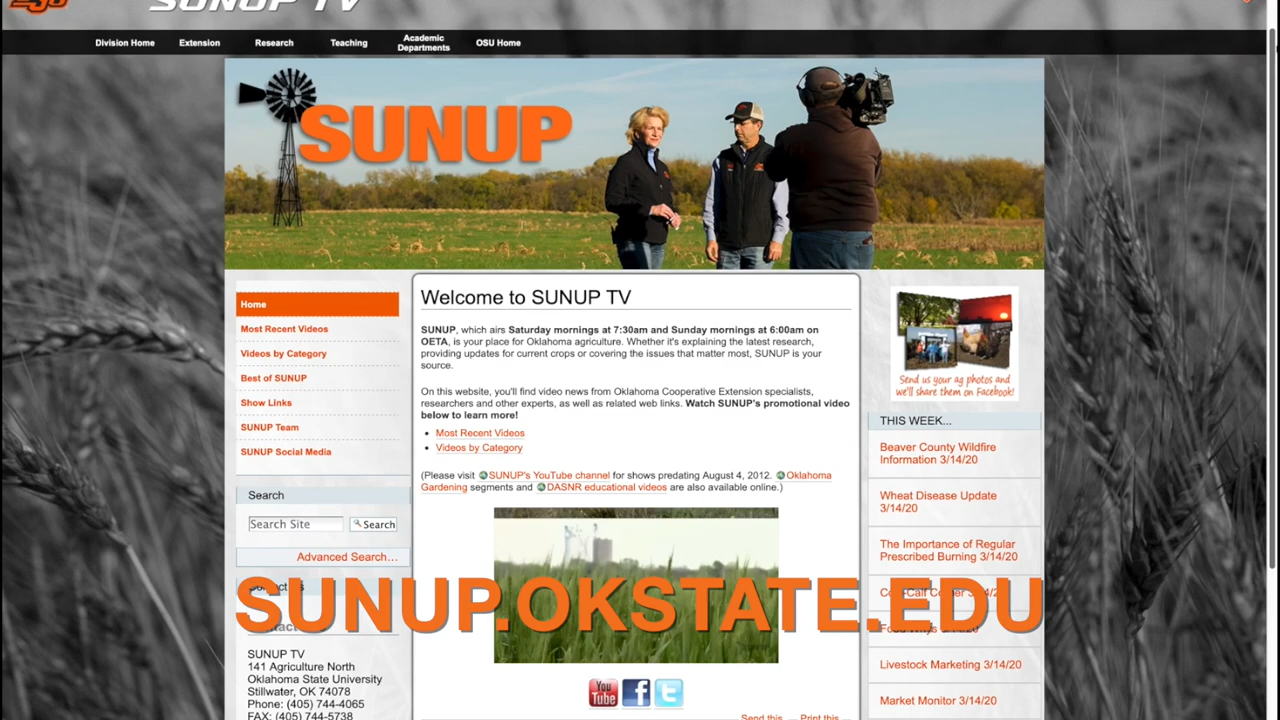 SUNUP TV
Division Home
Extension
Research
Teaching
Academic
Departments
OSU Home
SUNUP
Home
Most Recent Videos
Videos by Category
Best of SUNUP
Show Links
SUNUP Team
SUNUP Social Media
Search
Search Site
Search
Advanced Search…
SUNUP TV
141 Agriculture North
Oklahoma State University
Stillwater, OK 74078
Phone: (405) 744-4065
FAX: (405) 744-5738
Welcome to SUNUP TV
SUNUP, which airs Saturday mornings at 7:30am and Sunday mornings at 6:00am on
OETA, is your place for Oklahoma agriculture. Whether it's explaining the latest research,
providing updates for current crops or covering the issues that matter most, SUNUP is your
source.
On this website, you'll find video news from Oklahoma Cooperative Extension specialists,
researchers and other experts, as well as related web links. Watch SUNUP's promotional video
below to learn more!
Most Recent Videos
Videos by Category
(Please visit SUNUP's YouTube channel for shows predating August 4, 2012. Oklahoma
Gardening segments and DASNR educational videos are also available online.)
SUNUP.OKSTATE.EDU
You
Tube
f
t
Send this — Print this —
Send us your ag photos and
we'll share them on Facebook!
THIS WEEK...
Beaver County Wildfire
Information 3/14/20
Wheat Disease Update
3/14/20
The Importance of Regular
Prescribed Burning 3/14/20
Livestock Marketing 3/14/20
Market Monitor 3/14/20